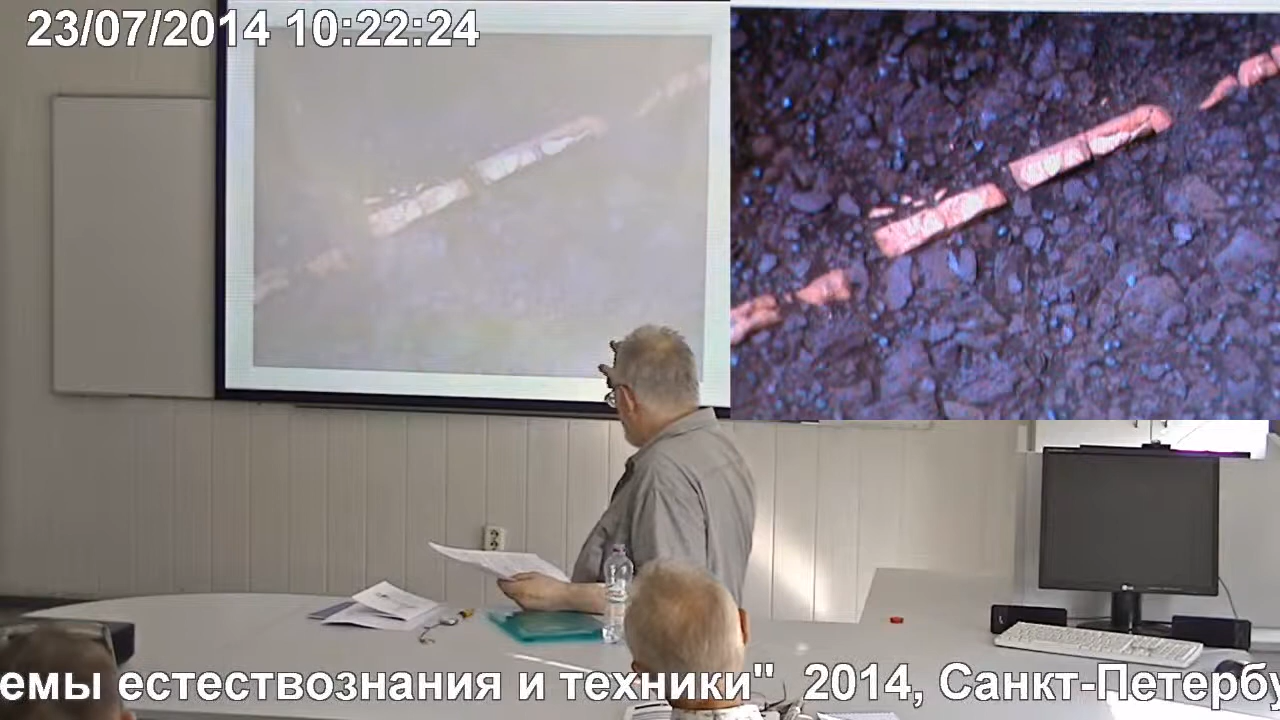 23/07/2014 10:22:24
емы естествознания и техники" 2014, Санкт-Петербу